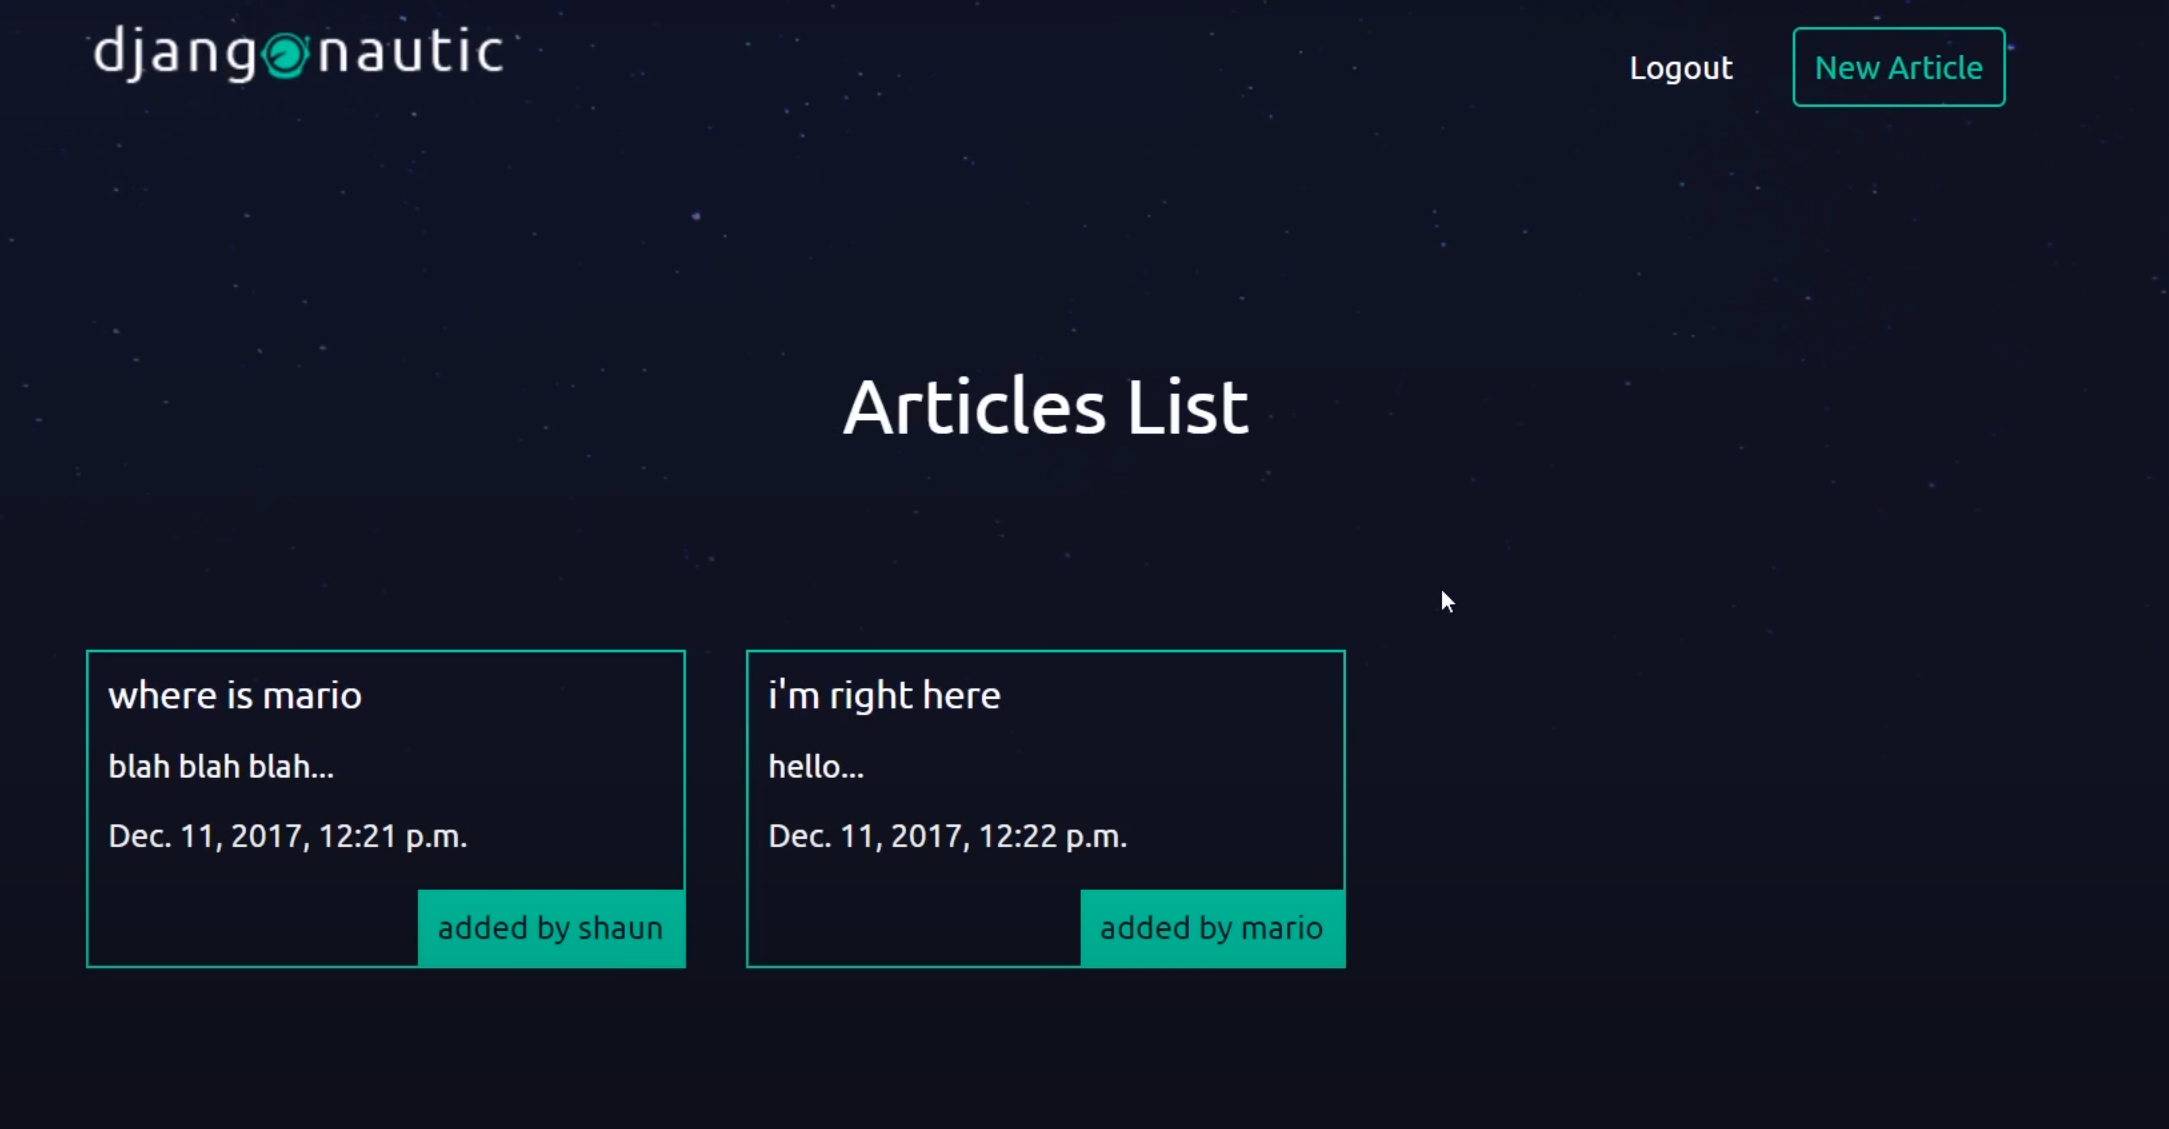 djangonautic
Logout
New Article
Articles List
where is mario
blah blah blah...
Dec. 11, 2017, 12:21 p.m.
added by shaun
i'm right here
hello...
Dec. 11, 2017, 12:22 p.m.
added by mario